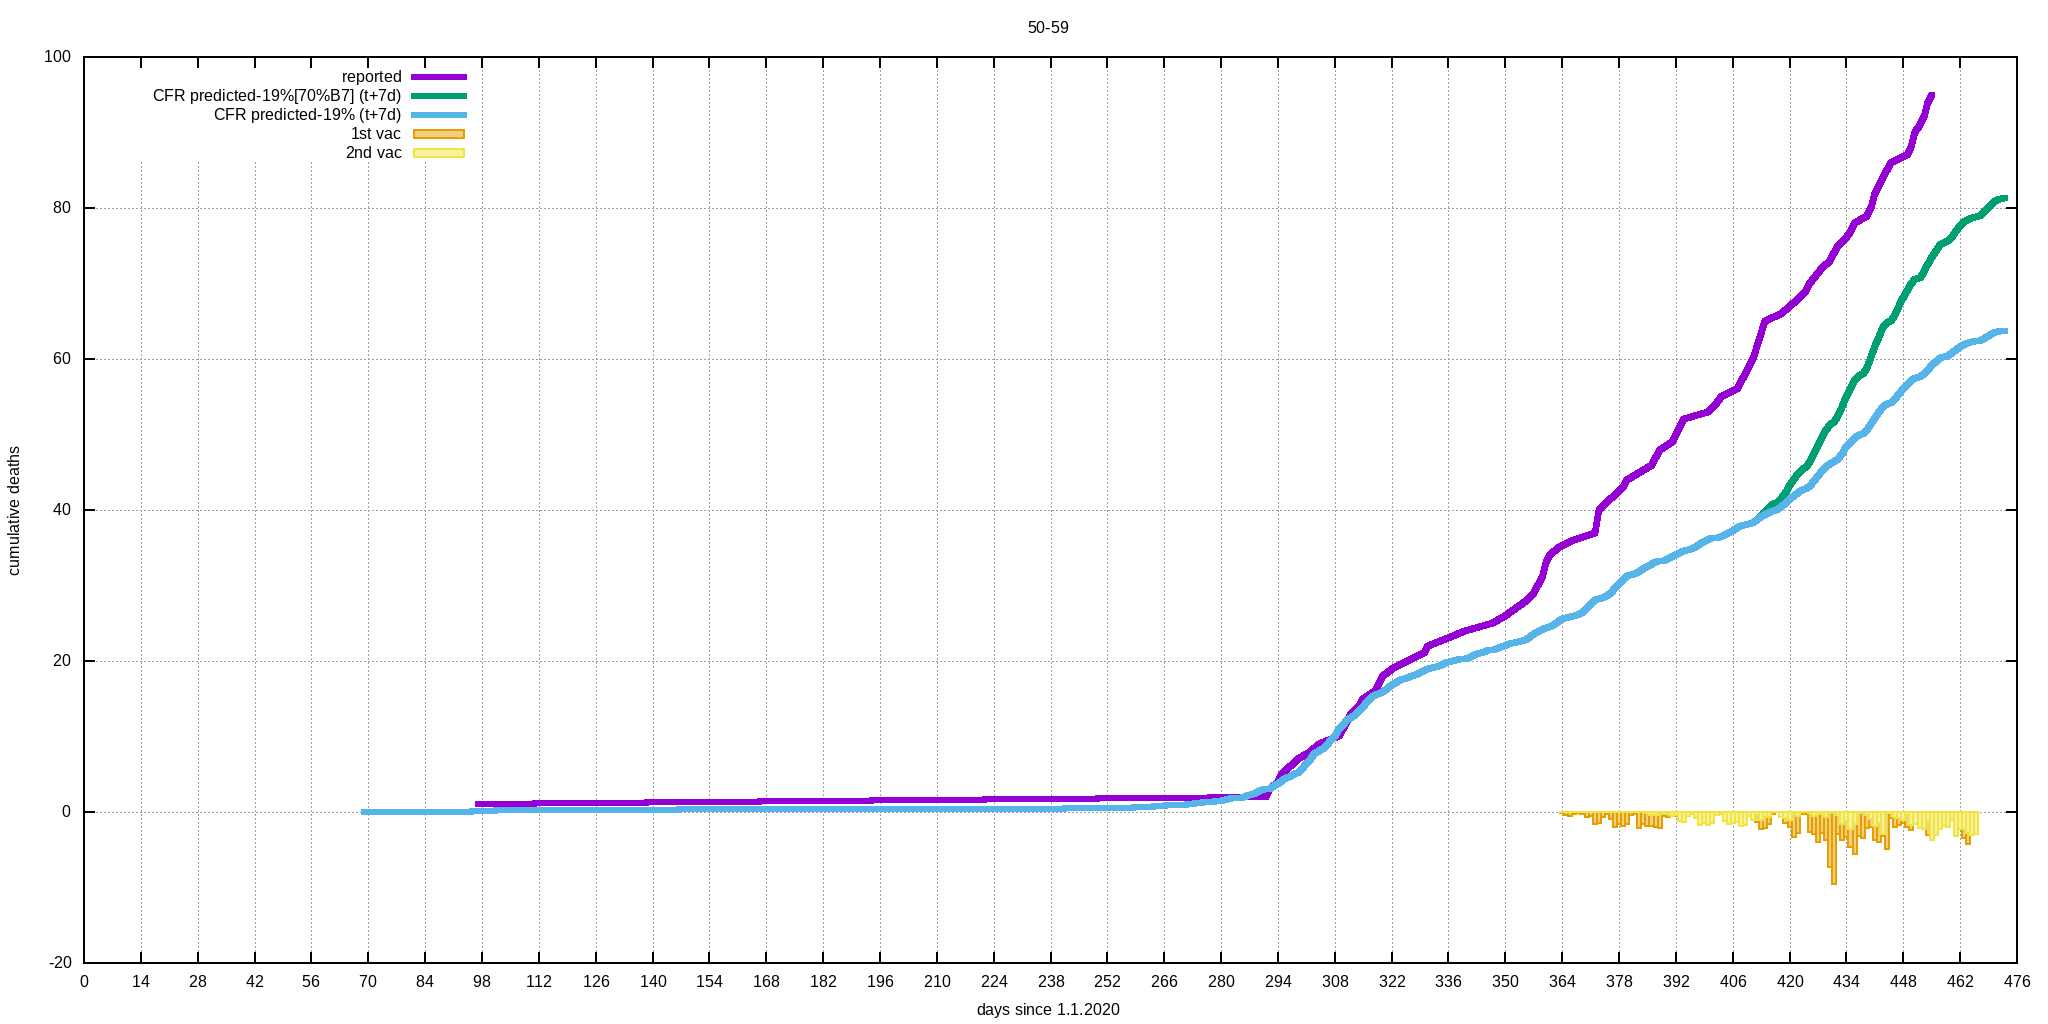 50-59
100
80
60
40
20
0
-20
cumulative deaths
reported
CFR predicted-19%[70%B7] (t+7d)
CFR predicted-19% (t+7d)
1st vac
2nd vac
0 14 28 42 56 70 84 98 112 126 140 154 168 182 196 210 224 238 252 266 280 294 308 322 336 350 364 378 392 406 420 434 448 462 476
days since 1.1.2020